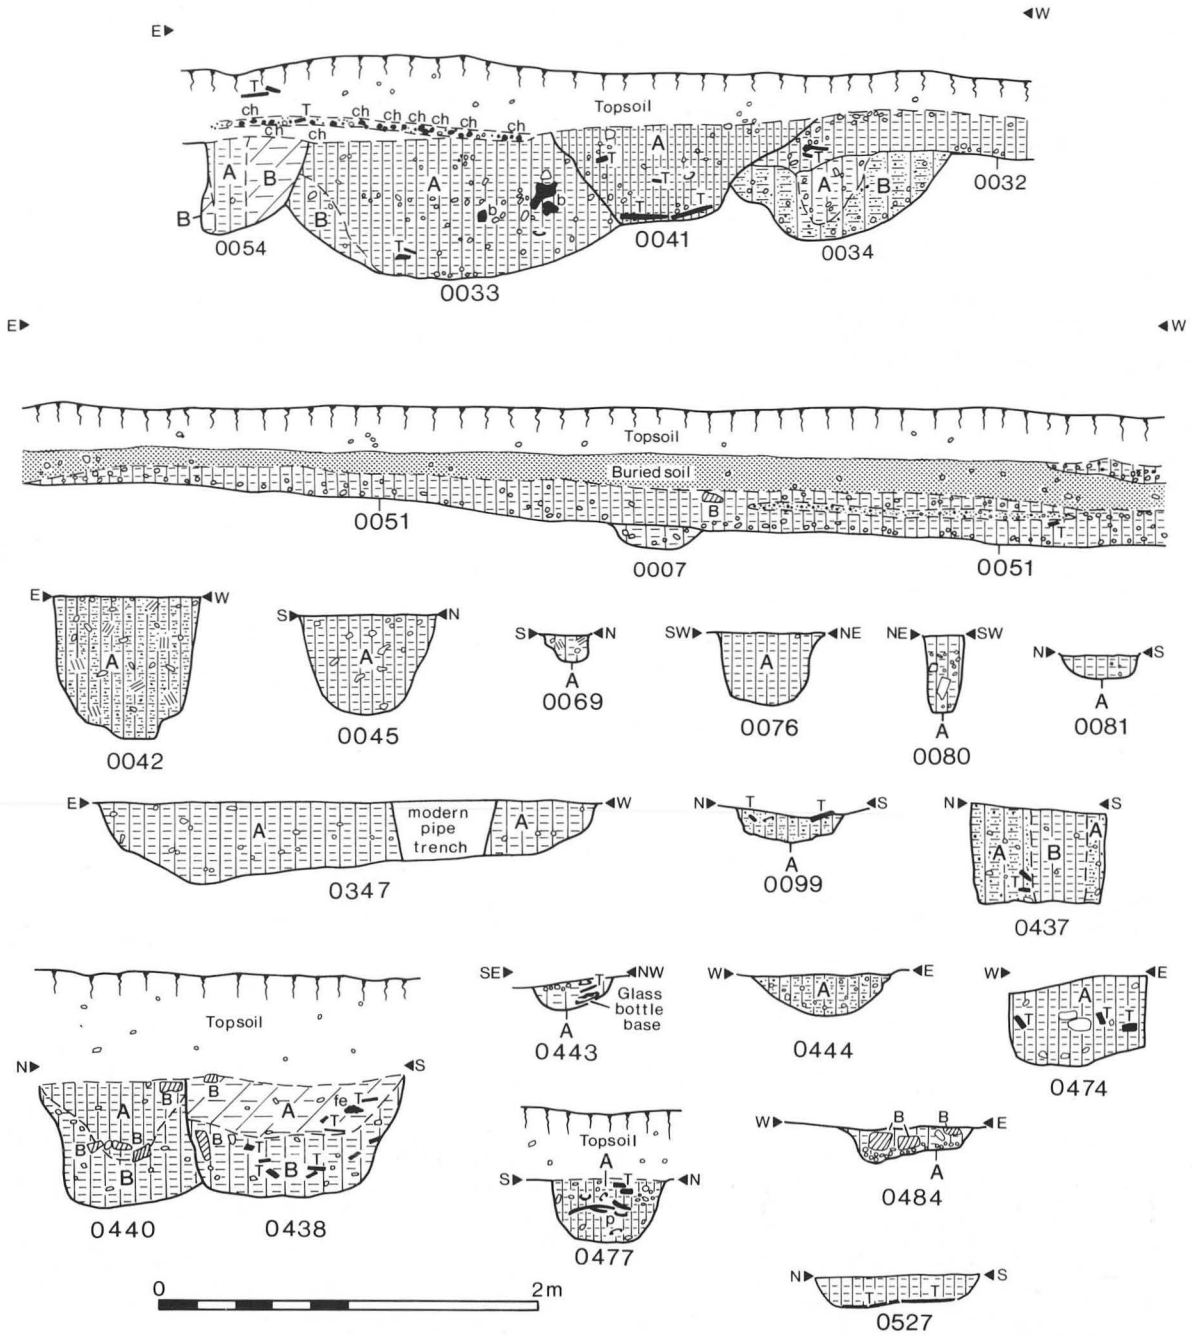 E W
T
Topsoil
ch T ch ch ch ch ch
ch ch
A B A T A T A B
B B b b T T T
0054 0033 0041 0034 0032
E W
Topsoil
Buried soil
B
T
0051 0007 0051
E W S N S N SW NE NE SW N S
A A A A A A
0042 0045 0069 0076 0080 0081
E W N T T S N S
A modern pipe trench A A A T B A
0347 0099 0437
SE NW W E W E
Topsoil
T
Glass
bottle
base
A A A T T T
0443 0444 0474
N S
B B A B A fe T T
B B B B T T T B T
0440 0438
Topsoil
A
S T N
p
0477
W B B E
A
0484
0 2m
N S
T T
0527